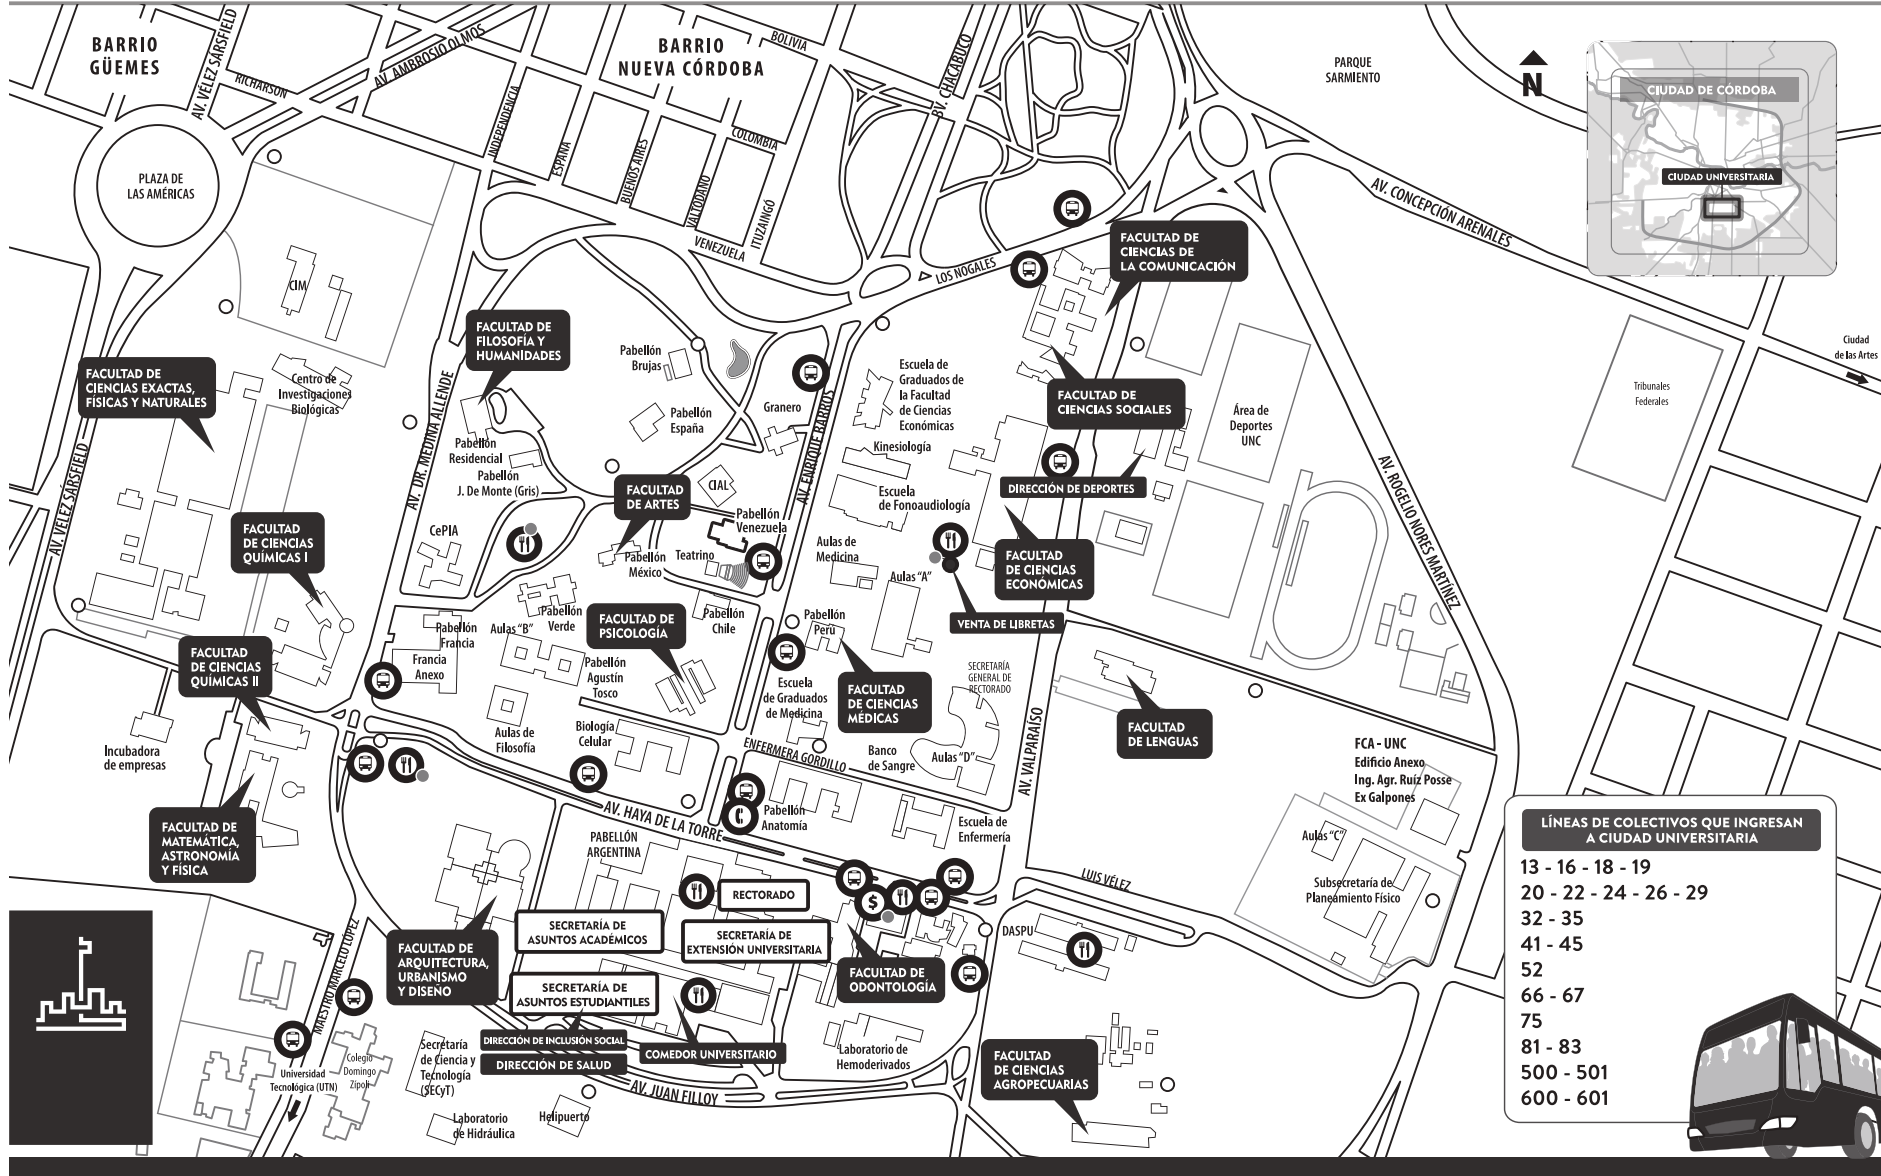 BARRIO
GÜEMES
AV. VÉLEZ SÁRSFIELD
RICHARSON
AV. AMBROSIO OLMOS
BARRIO
NUEVA CÓRDOBA
BOLIVIA
BV. CHACABUCO
PARQUE
SARMIENTO
N
CIUDAD DE CÓRDOBA
CIUDAD UNIVERSITARIA
PLAZA DE
LAS AMÉRICAS
INDEPENDENCIA
ESPAÑA
BUENOS AIRES
VALTODANO
ITUZAINGÓ
COLOMBIA
VENEZUELA
LOS NOGALES
AV. CONCEPCIÓN ARENALES
FACULTAD DE
CIENCIAS DE
LA COMUNICACIÓN
CIM
FACULTAD DE
FILOSOFÍA Y
HUMANIDADES
Pabellón
Brujas
FACULTAD DE
CIENCIAS EXACTAS,
FÍSICAS Y NATURALES
Centro de
Investigaciones
Biológicas
AV. DR. MEDINA ALLENDE
Pabellón
España
Granero
AV. ENRIQUE BARROS
Escuela de
Graduados de
la Facultad
de Ciencias
Económicas
FACULTAD DE
CIENCIAS SOCIALES
Área de
Deportes
UNC
Tribunales
Federales
Ciudad
de las Artes
Pabellón
Residencial
Pabellón
J. De Monte (Gris)
Kinesiología
CIAL
FACULTAD
DE ARTES
Escuela
de Fonoaudiología
DIRECCIÓN DE DEPORTES
AV. ROGELIO NORES MARTÍNEZ
AV. VÉLEZ SÁRSFIELD
FACULTAD
DE CIENCIAS
QUÍMICAS I
CePIA
Pabellón
Venezuela
Teatrino
Pabellón
México
Aulas de
Medicina
Aulas "A"
FACULTAD
DE CIENCIAS
ECONÓMICAS
VENTA DE LIBRETAS
Pabellón
Verde
Pabellón
Francia
Aulas "B"
FACULTAD DE
PSICOLOGÍA
Pabellón
Chile
Pabellón
Perú
FACULTAD
DE CIENCIAS
QUÍMICAS II
Francia
Anexo
Pabellón
Agustín
Tosco
Escuela
de Graduados
de Medicina
FACULTAD
DE CIENCIAS
MÉDICAS
SECRETARÍA
GENERAL DE
RECTORADO
FACULTAD
DE LENGUAS
AV. VALPARAÍSO
Incubadora
de empresas
Aulas de
Filosofía
Biología
Celular
ENFERMERA GORDILLO
Banco
de Sangre
Aulas "D"
FCA - UNC
Edificio Anexo
Ing. Agr. Ruíz Posse
Ex Galpones
AV. HAYA DE LA TORRE
Pabellón
Anatomía
Escuela de
Enfermería
FACULTAD DE
MATEMÁTICA,
ASTRONOMÍA
Y FÍSICA
PABELLÓN
ARGENTINA
Aulas "C"
LUIS VÉLEZ
Subsecretaría de
Planeamiento Físico
RECTORADO
$
SECRETARÍA DE
ASUNTOS ACADÉMICOS
SECRETARÍA DE
EXTENSIÓN UNIVERSITARIA
DASPU
FACULTAD DE
ARQUITECTURA,
URBANISMO
Y DISEÑO
FACULTAD DE
ODONTOLOGÍA
SECRETARÍA DE
ASUNTOS ESTUDIANTILES
MAESTRO MARCELO LÓPEZ
DIRECCIÓN DE INCLUSIÓN SOCIAL
DIRECCIÓN DE SALUD
COMEDOR UNIVERSITARIO
Secretaría
de Ciencia y
Tecnología
(SECyT)
Colegio
Domingo
Zípoli
Universidad
Tecnológica (UTN)
Laboratorio de
Hemoderivados
FACULTAD
DE CIENCIAS
AGROPECUARIAS
AV. JUAN FILLOY
Laboratorio
de Hidráulica
Helipuerto
LÍNEAS DE COLECTIVOS QUE INGRESAN
A CIUDAD UNIVERSITARIA
13 - 16 - 18 - 19
20 - 22 - 24 - 26 - 29
32 - 35
41 - 45
52
66 - 67
75
81 - 83
500 - 501
600 - 601